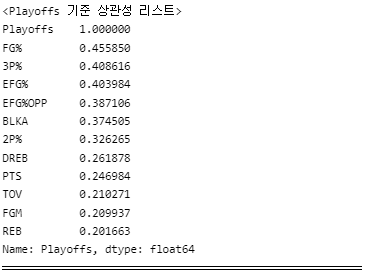 <Playoffs 기준 상관성 리스트>
Playoffs 1.000000
FG% 0.455850
3P% 0.408616
EFG% 0.403984
EFG%OPP 0.387106
BLKA 0.374505
2P% 0.326265
DREB 0.261878
PTS 0.246984
TOV 0.210271
FGM 0.209937
REB 0.201663
Name: Playoffs, dtype: float64